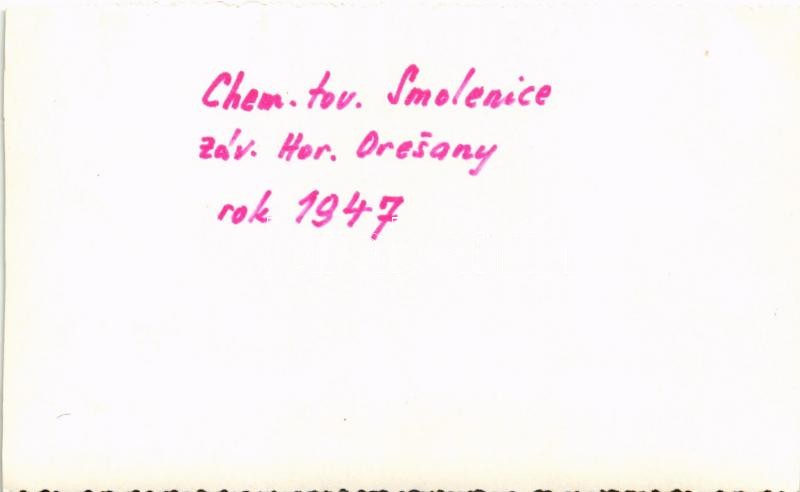 Chem. tov. Smolenice
záv. Hor. Orešany
rok 1947